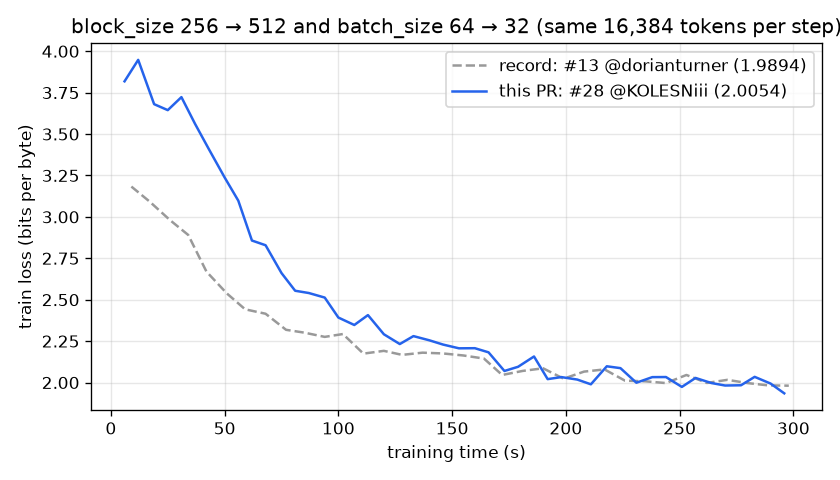 block_size 256 → 512 and batch_size 64 → 32 (same 16,384 tokens per step)
record: #13 @dorianturner (1.9894)
this PR: #28 @KOLESNiii (2.0054)
train loss (bits per byte)
4.00
3.75
3.50
3.25
3.00
2.75
2.50
2.25
2.00
0 50 100 150 200 250 300
training time (s)